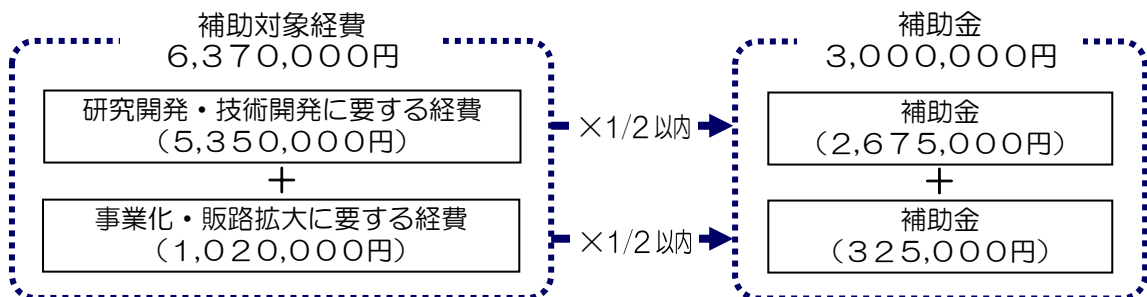 補助対象経費
６,３７０,０００円
研究開発・技術開発に要する経費
（５,３５０,０００円）
＋
事業化・販路拡大に要する経費
（１,０２０,０００円）
×1/2 以内
×1/2 以内
補助金
３,０００,０００円
補助金
（２,６７５,０００円）
＋
補助金
（３２５,０００円）